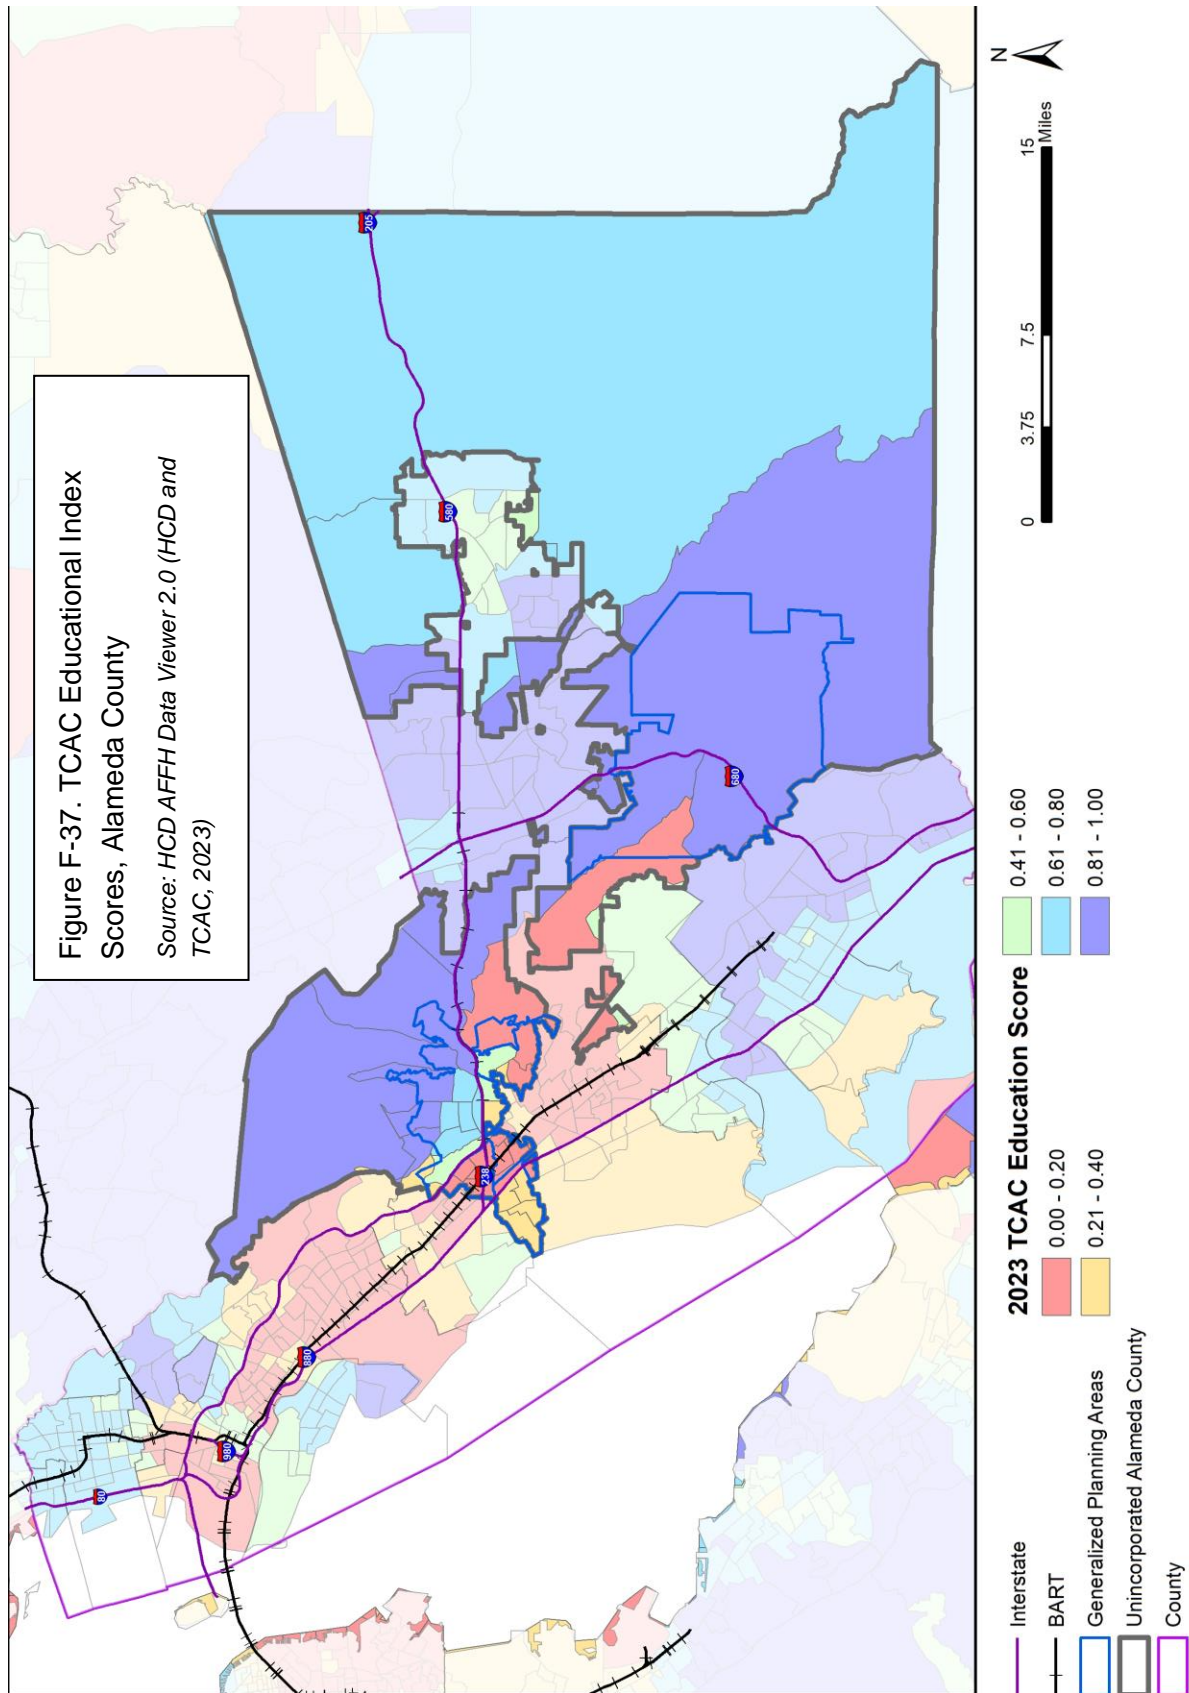 Figure F-37. TCAC Educational Index
Scores, Alameda County
Source: HCD AFFH Data Viewer 2.0 (HCD and
TCAC, 2023)
80
980
880
238
580
205
680
N
0 3.75 7.5 15
Miles
Interstate
BART
Generalized Planning Areas
Unincorporated Alameda County
County
2023 TCAC Education Score
0.00 - 0.20
0.21 - 0.40
0.41 - 0.60
0.61 - 0.80
0.81 - 1.00